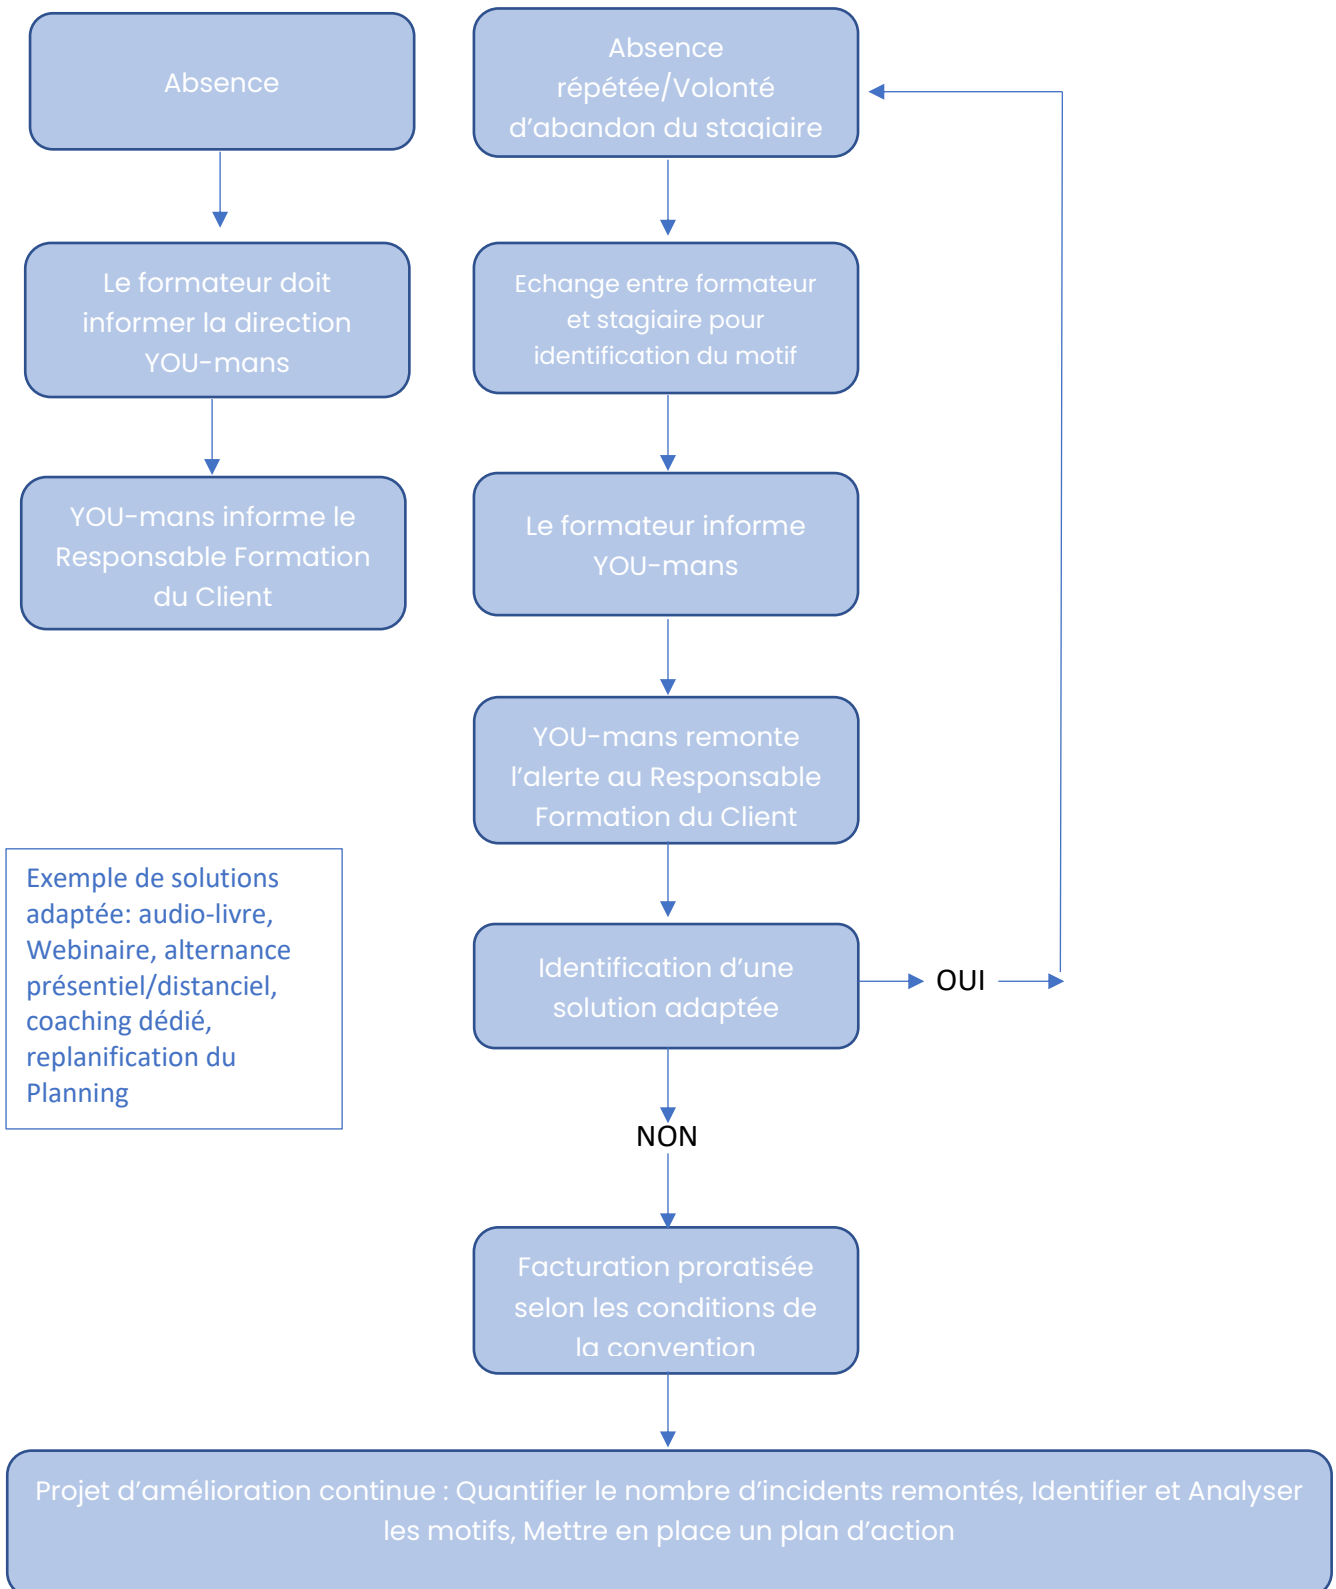 Absence
Le formateur doit
informer la direction
YOU-mans
YOU-mans informe le
Responsable Formation
du Client
Absence
répétée/Volonté
d'abandon du stagiaire
Echange entre formateur
et stagiaire pour
identification du motif
Le formateur informe
YOU-mans
YOU-mans remonte
l'alerte au Responsable
Formation du Client
Exemple de solutions
adaptée: audio-livre,
Webinaire, alternance
présentiel/distanciel,
coaching dédié,
replanification du
Planning
Identification d'une
solution adaptée
OUI
NON
Facturation proratisée
selon les conditions de
la convention
Projet d'amélioration continue : Quantifier le nombre d'incidents remontés, Identifier et Analyser
les motifs, Mettre en place un plan d'action